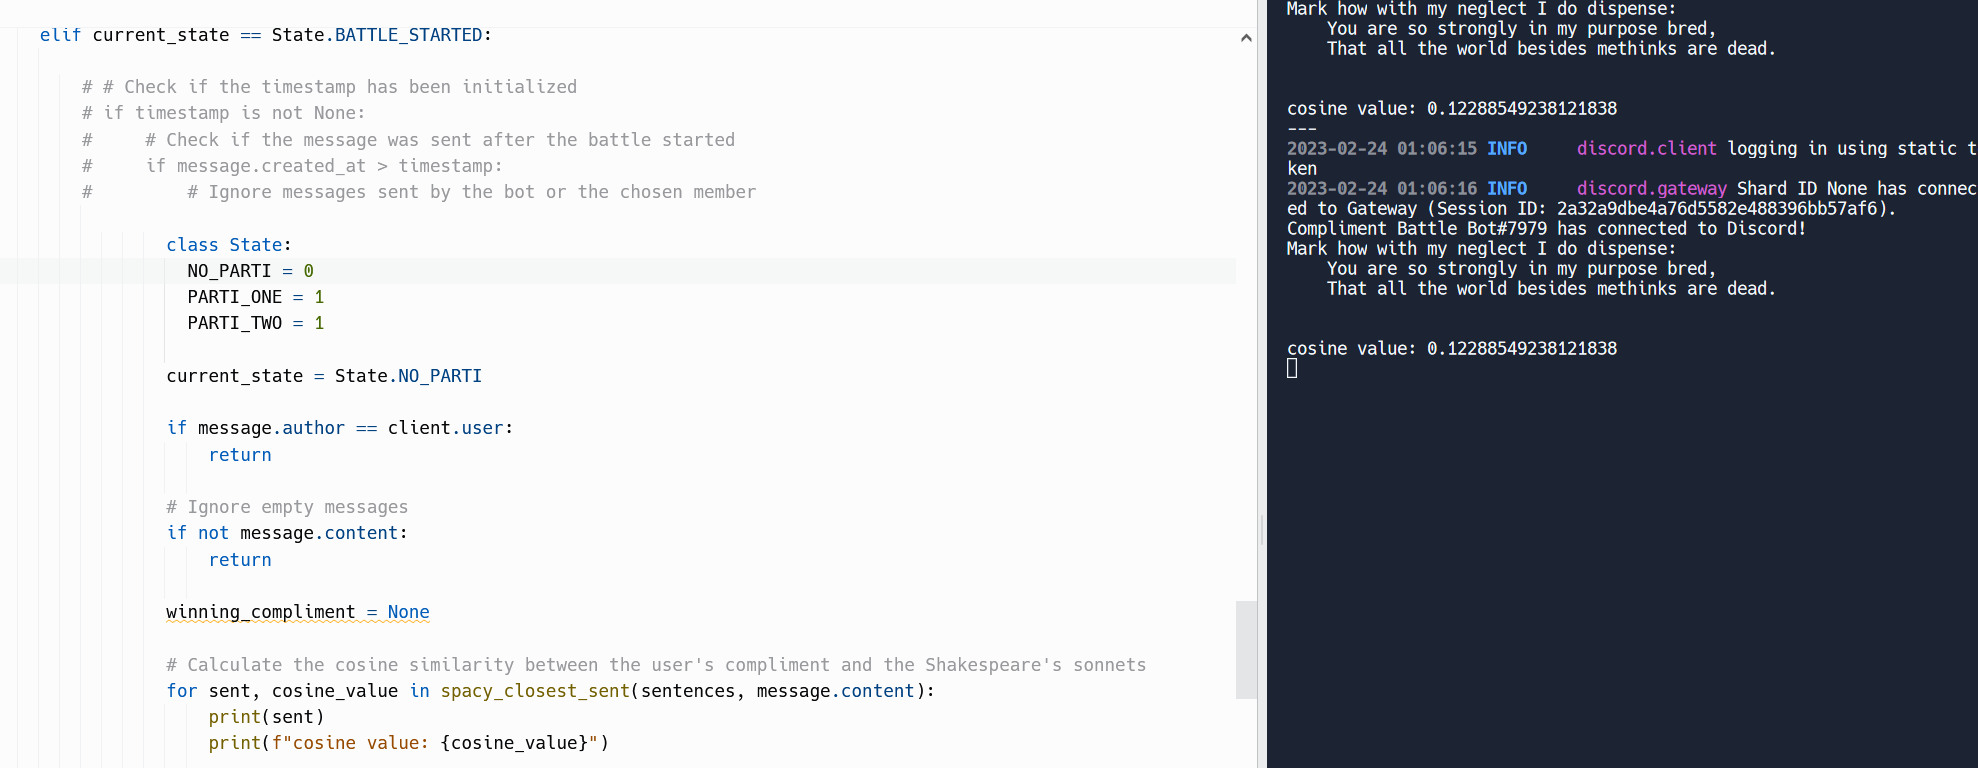 elif current_state == State.BATTLE_STARTED:
# # Check if the timestamp has been initialized
# if timestamp is not None:
#     # Check if the message was sent after the battle started
#     if message.created_at > timestamp:
#         # Ignore messages sent by the bot or the chosen member
class State:
NO_PARTI = 0
PARTI_ONE = 1
PARTI_TWO = 1
current_state = State.NO_PARTI
if message.author == client.user:
return
# Ignore empty messages
if not message.content:
return
winning_compliment = None
# Calculate the cosine similarity between the user's compliment and the Shakespeare's sonnets
for sent, cosine_value in spacy_closest_sent(sentences, message.content):
print(sent)
print(f"cosine value: {cosine_value}")
Mark how with my neglect I do dispense:
You are so strongly in my purpose bred,
That all the world besides methinks are dead.
cosine value: 0.12288549238121838
---
2023-02-24 01:06:15 INFO     discord.client logging in using static t
ken
2023-02-24 01:06:16 INFO     discord.gateway Shard ID None has connec
ed to Gateway (Session ID: 2a32a9dbe4a76d5582e488396bb57af6).
Compliment Battle Bot#7979 has connected to Discord!
Mark how with my neglect I do dispense:
You are so strongly in my purpose bred,
That all the world besides methinks are dead.
cosine value: 0.12288549238121838